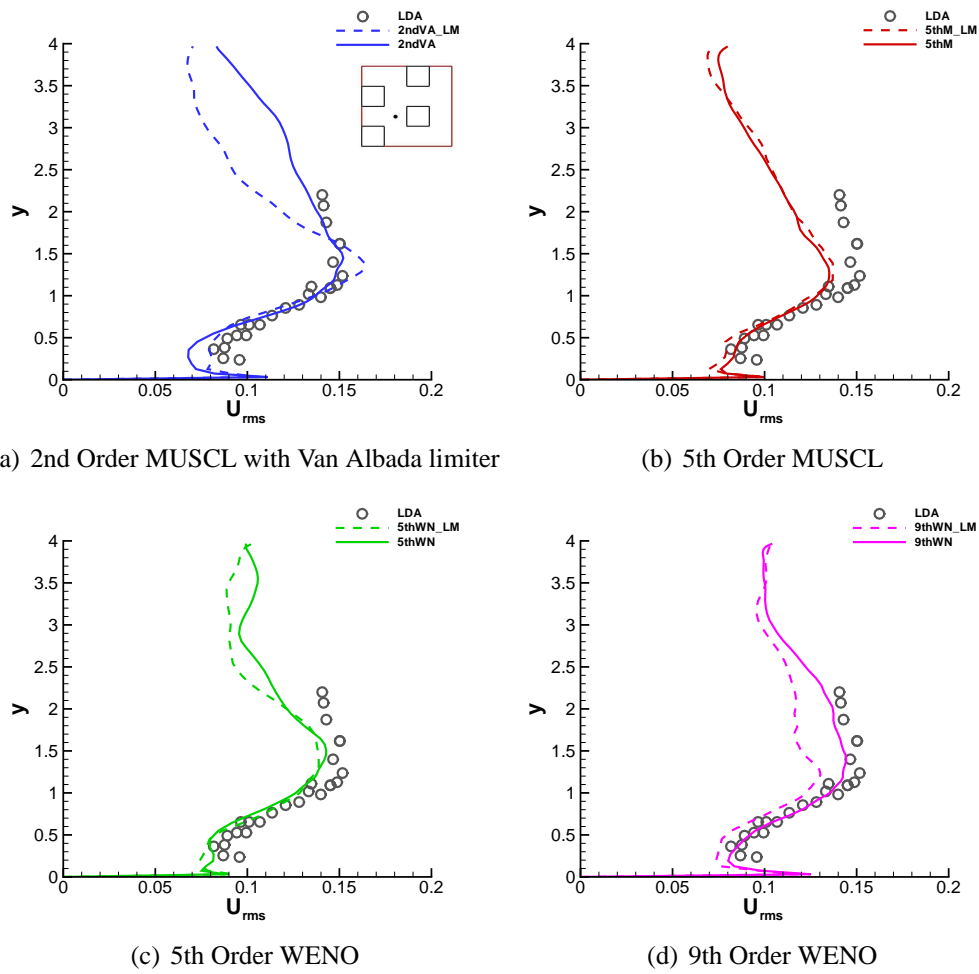 LDA
2ndVA_LM
2ndVA
y
4
3.5
3
2.5
2
1.5
1
0.5
0
0 0.05 0.1 0.15 0.2
Urms
a) 2nd Order MUSCL with Van Albada limiter
LDA
5thM_LM
5thM
y
4
3.5
3
2.5
2
1.5
1
0.5
0
0 0.05 0.1 0.15 0.2
Urms
(b) 5th Order MUSCL
LDA
5thWN_LM
5thWN
y
4
3.5
3
2.5
2
1.5
1
0.5
0
0 0.05 0.1 0.15 0.2
Urms
(c) 5th Order WENO
LDA
9thWN_LM
9thWN
y
4
3.5
3
2.5
2
1.5
1
0.5
0
0 0.05 0.1 0.15 0.2
Urms
(d) 9th Order WENO